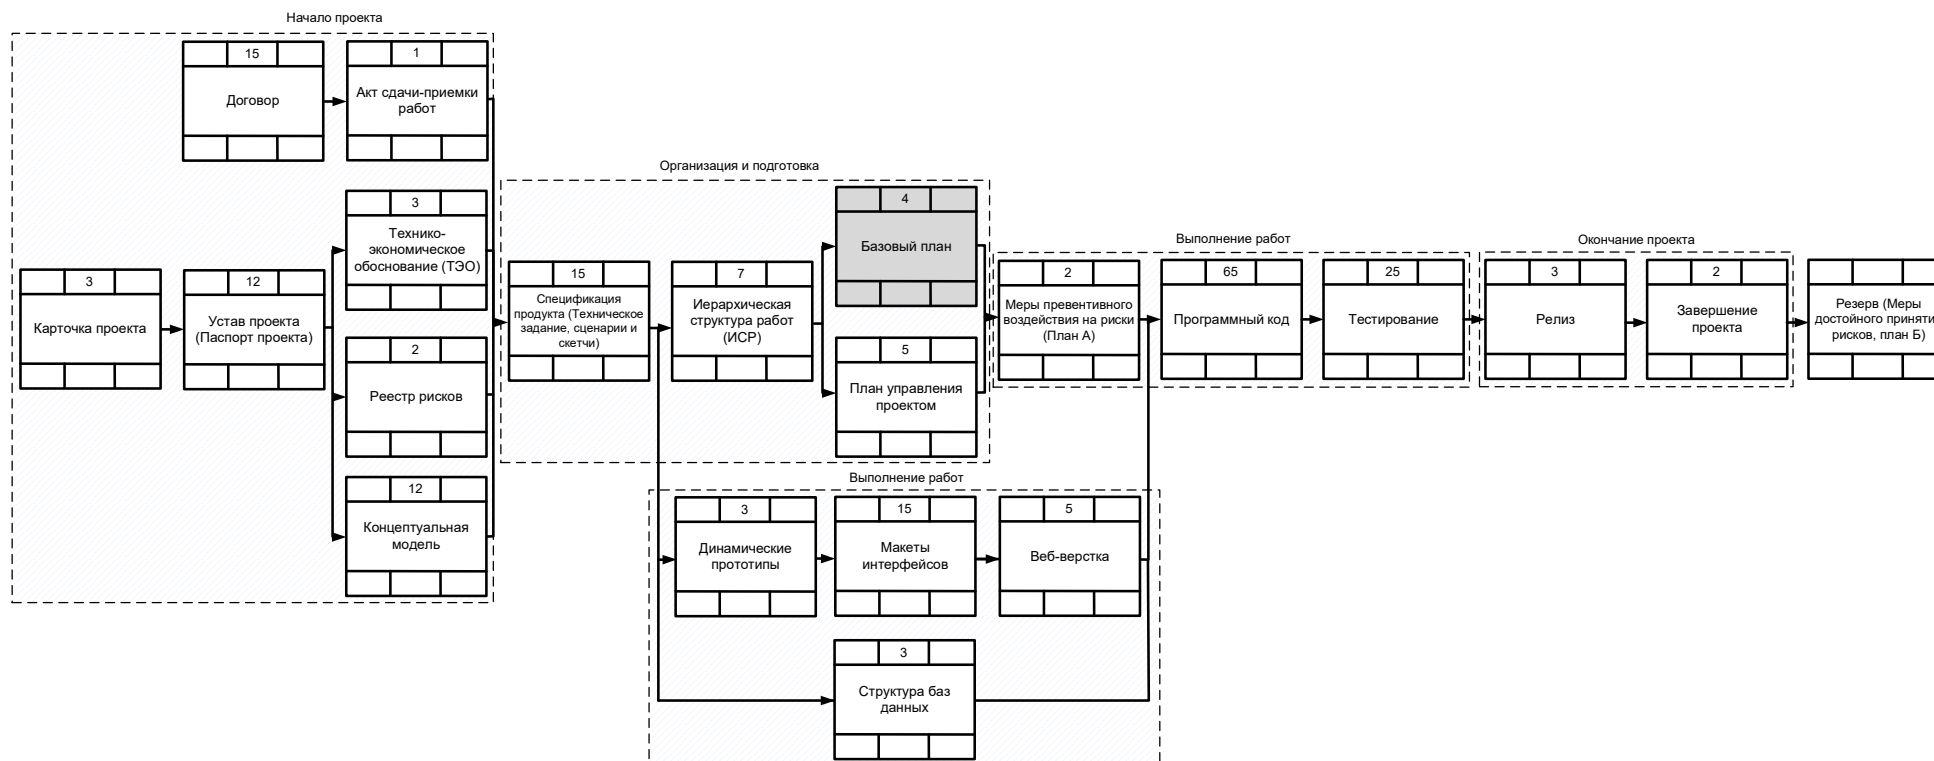 Начало проекта
15
Договор
1
Акт сдачи-приемки
работ
3
Технико-
экономическое
обоснование (ТЭО)
3
Карточка проекта
12
Устав проекта
(Паспорт проекта)
2
Реестр рисков
12
Концептуальная
модель
Организация и подготовка
15
Спецификация
продукта (Техническое
задание, сценарии и
скетчи)
7
Иерархическая
структура работ
(ИСР)
4
Базовый план
5
План управления
проектом
Выполнение работ
2
Меры превентивного
воздействия на риски
(План А)
65
Программный код
25
Тестирование
Окончание проекта
3
Релиз
2
Завершение
проекта
Резерв (Меры
достойного приняти
рисков, план Б)
Выполнение работ
3
Динамические
прототипы
15
Макеты
интерфейсов
5
Веб-верстка
3
Структура баз
данных